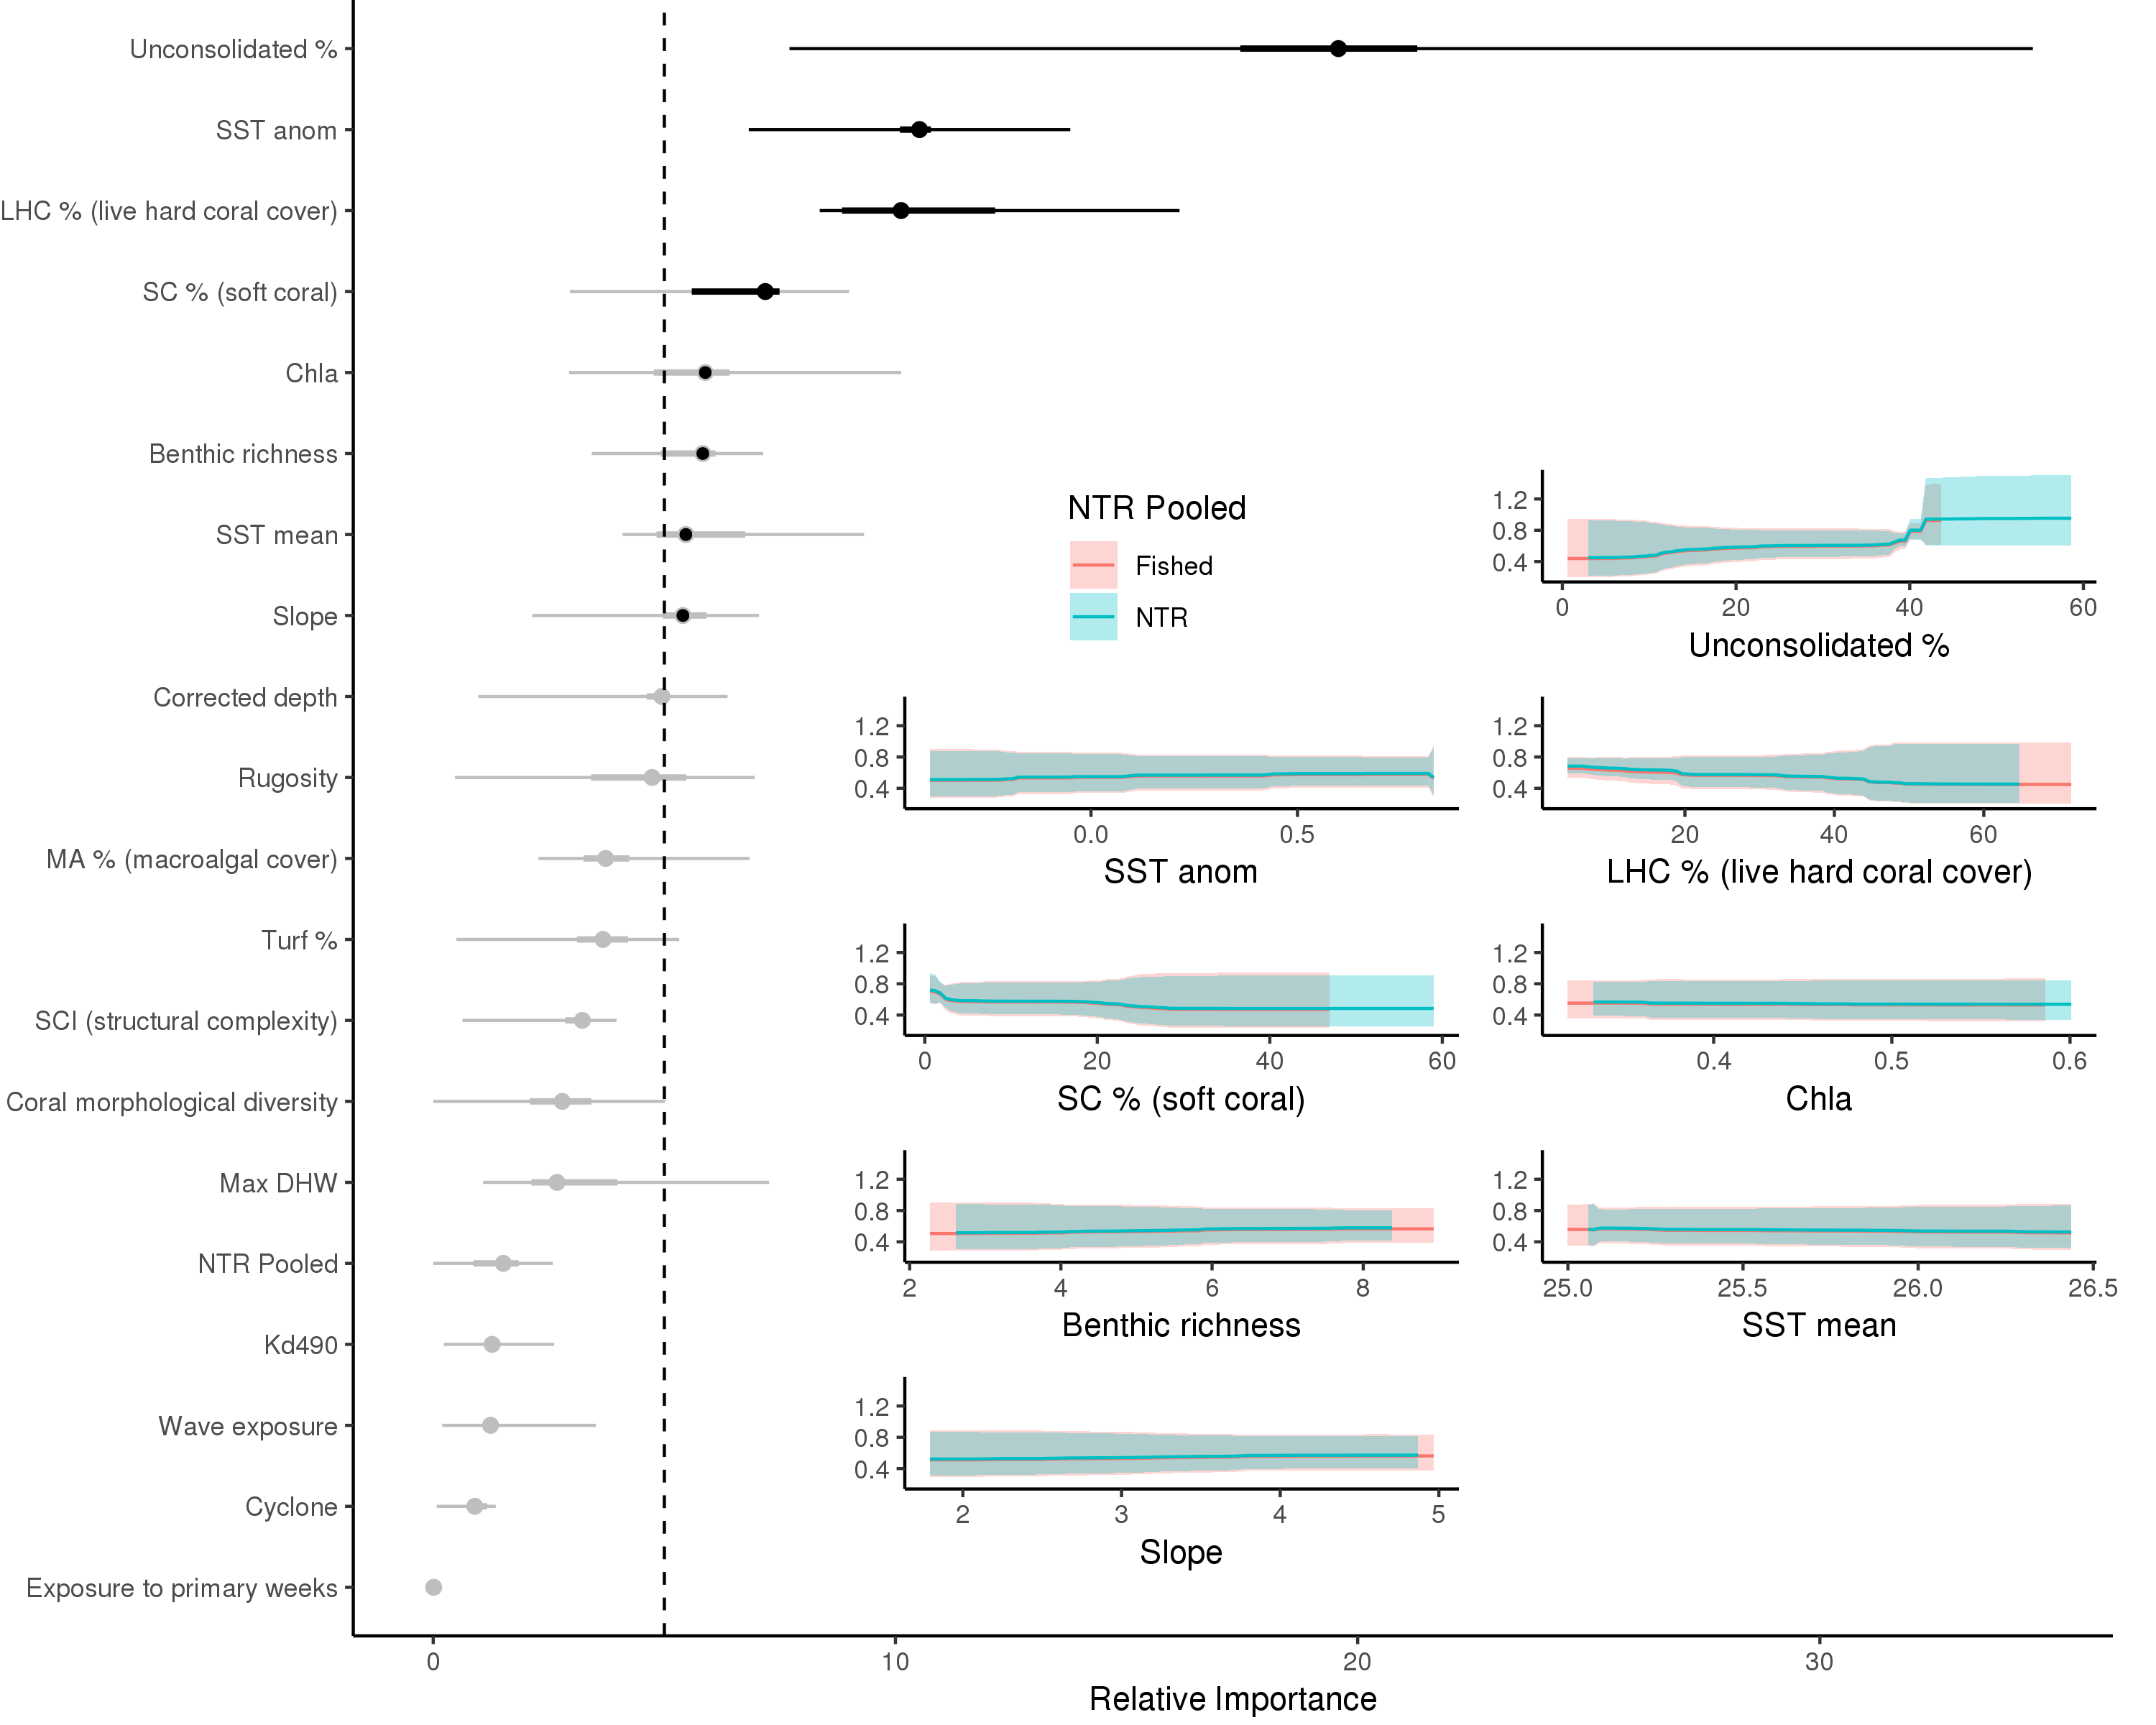 Unconsolidated %
SST anom
LHC % (live hard coral cover)
SC % (soft coral)
Chla
Benthic richness
SST mean
Slope
Corrected depth
Rugosity
MA % (macroalgal cover)
Turf %
SCI (structural complexity)
Coral morphological diversity
Max DHW
NTR Pooled
Kd490
Wave exposure
Cyclone
Exposure to primary weeks
0 10 20 30
Relative Importance
NTR Pooled
Fished
NTR
1.2
0.8
0.4
0 20 40 60
Unconsolidated %
1.2
0.8
0.4
0.0 0.5
SST anom
1.2
0.8
0.4
20 40 60
LHC % (live hard coral cover)
1.2
0.8
0.4
0 20 40 60
SC % (soft coral)
1.2
0.8
0.4
0.4 0.5 0.6
Chla
1.2
0.8
0.4
2 4 6 8
Benthic richness
1.2
0.8
0.4
25.0 25.5 26.0 26.5
SST mean
1.2
0.8
0.4
2 3 4 5
Slope